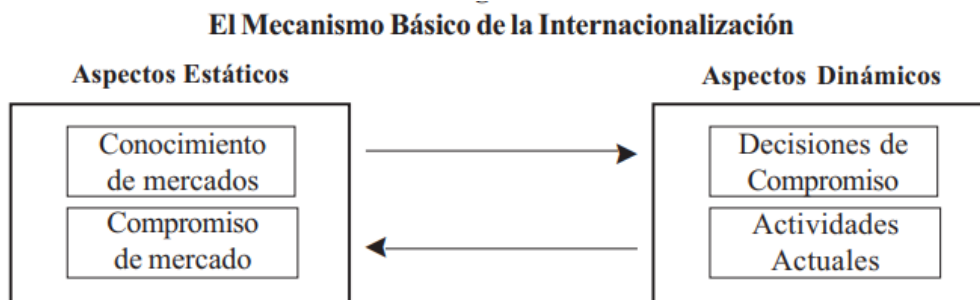 El Mecanismo Básico de la Internacionalización
Aspectos Estáticos
Conocimiento
de mercados
Compromiso
de mercado
Aspectos Dinámicos
Decisiones de
Compromiso
Actividades
Actuales